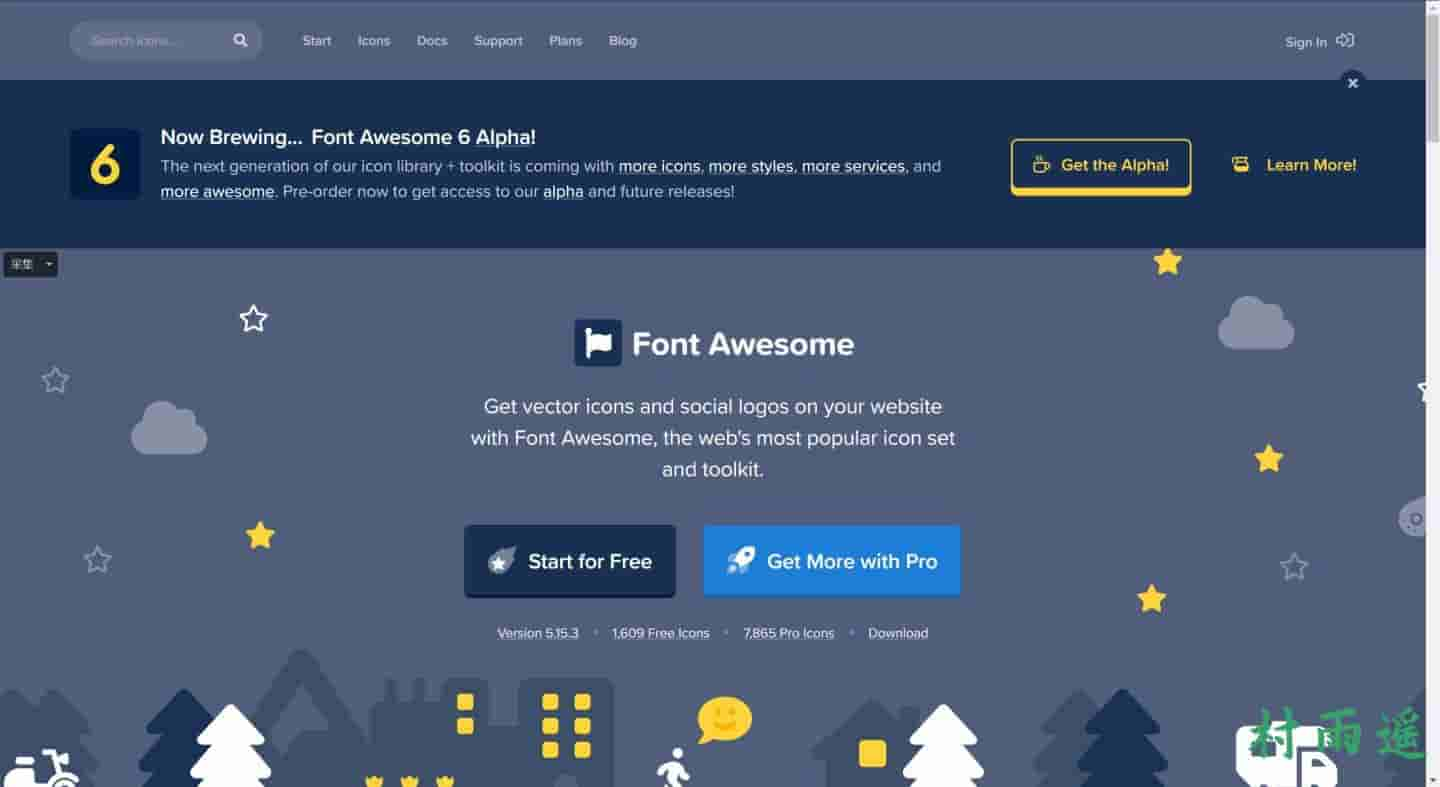 Search icons...
Start Icons Docs Support Plans Blog
Sign In
6
Now Brewing... Font Awesome 6 Alpha!
The next generation of our icon library + toolkit is coming with more icons, more styles, more services, and
more awesome. Pre-order now to get access to our alpha and future releases!
Get the Alpha!
Learn More!
采集
Font Awesome
Get vector icons and social logos on your website
with Font Awesome, the web's most popular icon set
and toolkit.
Start for Free
Get More with Pro
Version 5.15.3 • 1,609 Free Icons • 7,865 Pro Icons • Download
村雨遥